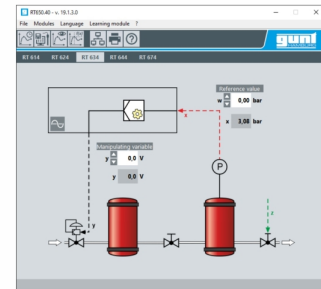 RTE50.40 - v. 19.1.3.0
File Modules Language Learning module ?
gunt
RT 614 RT 624 RT 634 RT 644 RT 674
Reference value
w 0,00 bar
x
x 3,08 bar
Manipulating variable
y 0,0 V
y 0,0 V
P
y
z